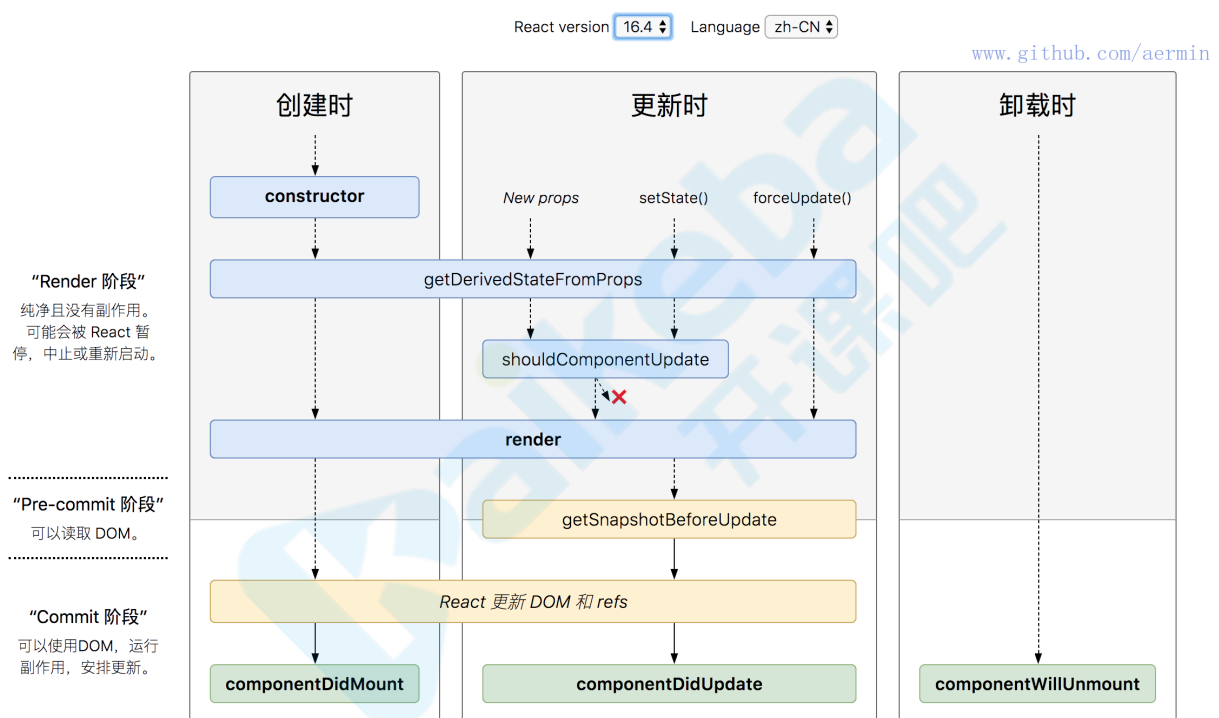 React version 16.4 Language zh-CN
www.github.com/aermin
创建时
更新时
卸载时
constructor
New props
setState()
forceUpdate()
“Render 阶段”
纯净且没有副作用。
可能会被 React 暂
停，中止或重新启动。
getDerivedStateFromProps
shouldComponentUpdate
render
“Pre-commit 阶段”
可以读取 DOM。
getSnapshotBeforeUpdate
“Commit 阶段”
可以使用DOM，运行
副作用，安排更新。
React 更新 DOM 和 refs
componentDidMount
componentDidUpdate
componentWillUnmount
Kaikeba
开课吧